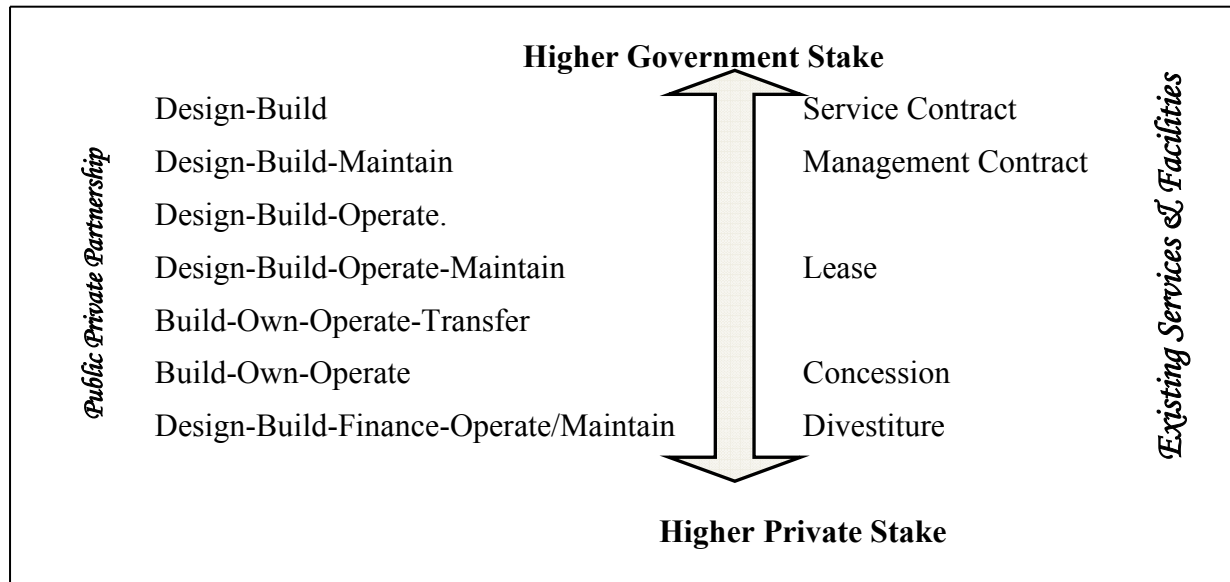 Higher Government Stake
Public Private Partnership
Design-Build
Design-Build-Maintain
Design-Build-Operate.
Design-Build-Operate-Maintain
Build-Own-Operate-Transfer
Build-Own-Operate
Design-Build-Finance-Operate/Maintain
Service Contract
Management Contract
Lease
Concession
Divestiture
Existing Services & Facilities
Higher Private Stake